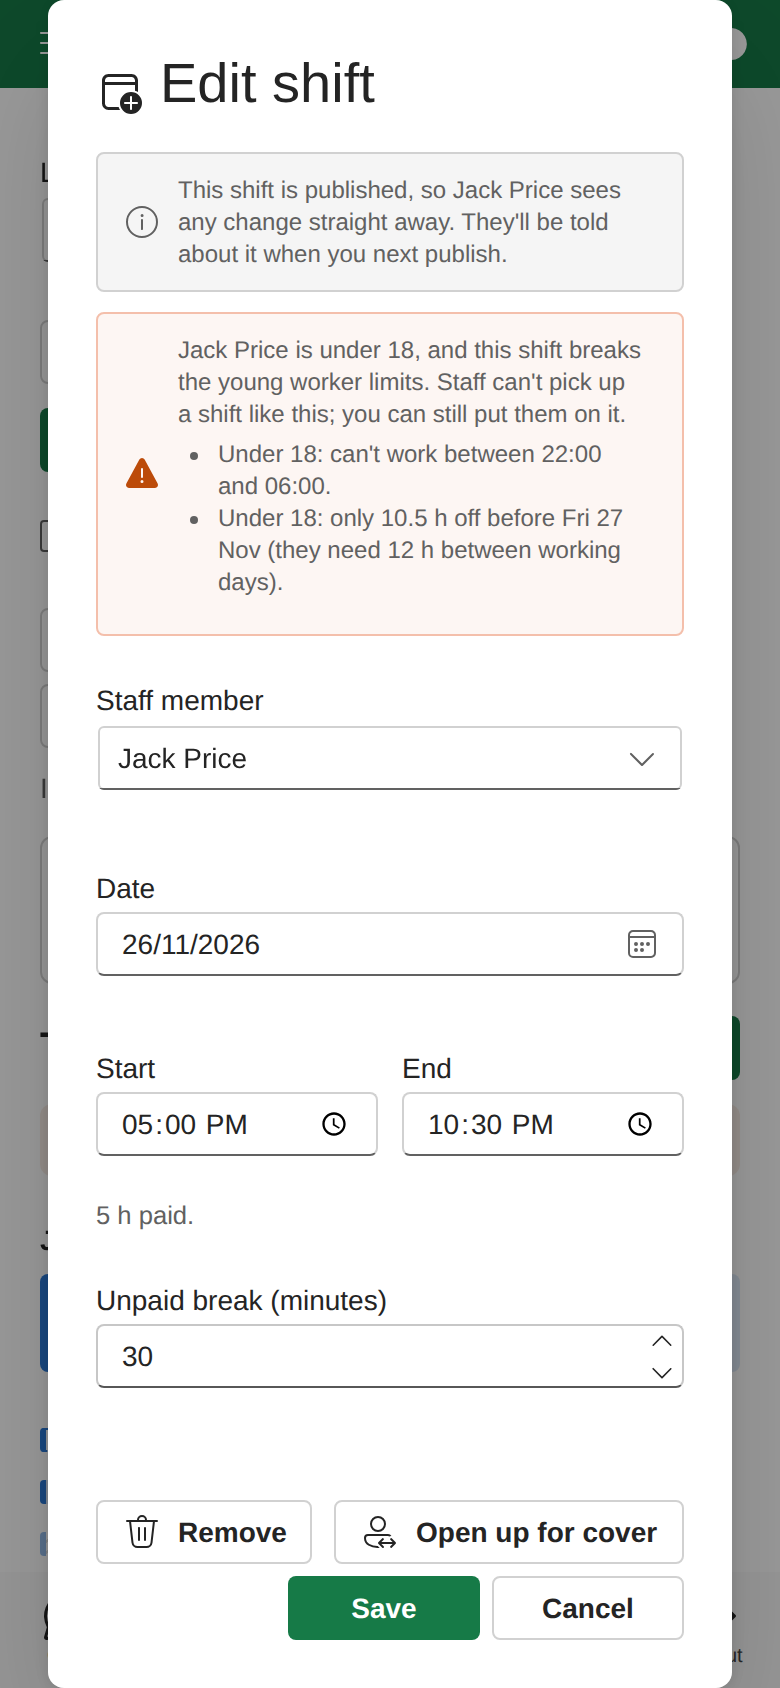 Edit shift
This shift is published, so Jack Price sees
any change straight away. They'll be told
about it when you next publish.
Jack Price is under 18, and this shift breaks
the young worker limits. Staff can't pick up
a shift like this; you can still put them on it.
Under 18: can't work between 22:00
and 06:00.
Under 18: only 10.5 h off before Fri 27
Nov (they need 12 h between working
days).
Staff member
Jack Price
Date
26/11/2026
Start End
05:00 PM 10:30 PM
5 h paid.
Unpaid break (minutes)
30
Remove Open up for cover
Save Cancel